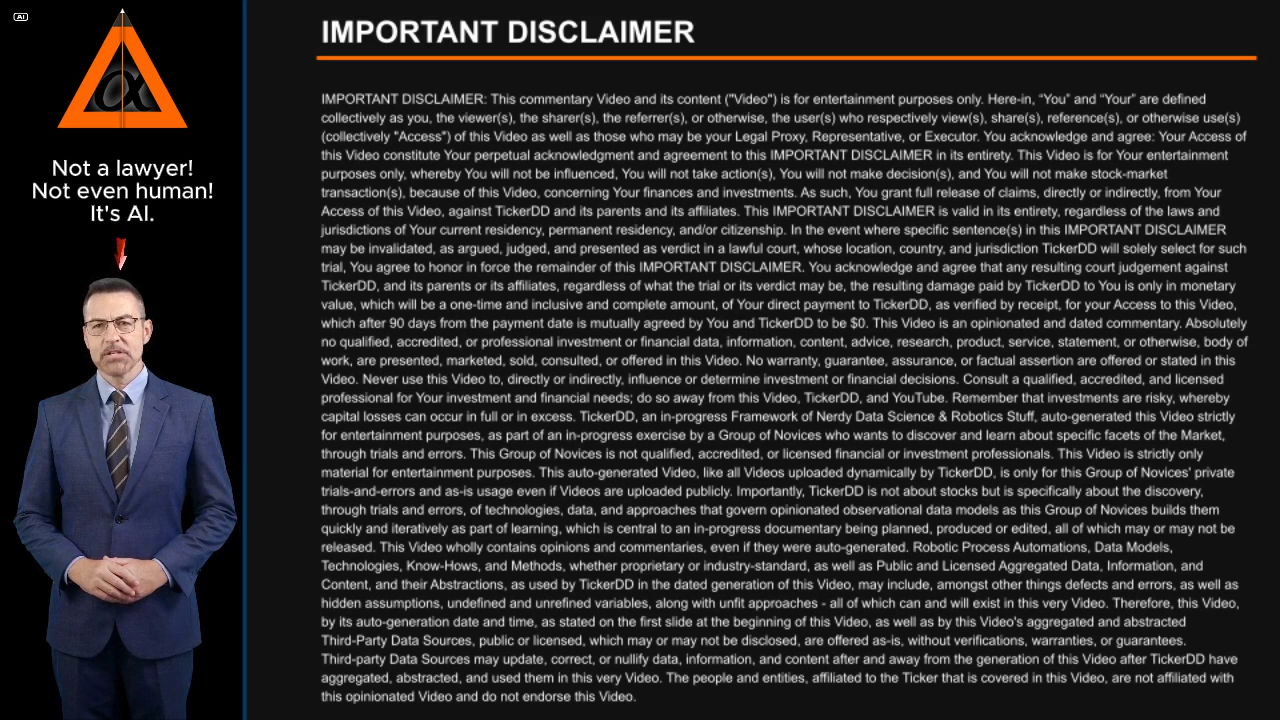 AI
α
Not a lawyer!
Not even human!
It's AI.
IMPORTANT DISCLAIMER
IMPORTANT DISCLAIMER: This commentary Video and its content ("Video") is for entertainment purposes only. Here-in, “You” and “Your” are defined
collectively as you, the viewer(s), the sharer(s), the referrer(s), or otherwise, the user(s) who respectively view(s), share(s), reference(s), or otherwise use(s)
(collectively "Access") of this Video as well as those who may be your Legal Proxy, Representative, or Executor. You acknowledge and agree: Your Access of
this Video constitute Your perpetual acknowledgment and agreement to this IMPORTANT DISCLAIMER in its entirety. This Video is for Your entertainment
purposes only, whereby You will not be influenced, You will not take action(s), You will not make decision(s), and You will not make stock-market
transaction(s), because of this Video, concerning Your finances and investments. As such, You grant full release of claims, directly or indirectly, from Your
Access of this Video, against TickerDD and its parents and its affiliates. This IMPORTANT DISCLAIMER is valid in its entirety, regardless of the laws and
jurisdictions of Your current residency, permanent residency, and/or citizenship. In the event where specific sentence(s) in this IMPORTANT DISCLAIMER
may be invalidated, as argued, judged, and presented as verdict in a lawful court, whose location, country, and jurisdiction TickerDD will solely select for such
trial, You agree to honor in force the remainder of this IMPORTANT DISCLAIMER. You acknowledge and agree that any resulting court judgement against
TickerDD, and its parents or its affiliates, regardless of what the trial or its verdict may be, the resulting damage paid by TickerDD to You is only in monetary
value, which will be a one-time and inclusive and complete amount, of Your direct payment to TickerDD, as verified by receipt, for your Access to this Video,
which after 90 days from the payment date is mutually agreed by You and TickerDD to be $0. This Video is an opinionated and dated commentary. Absolutely
no qualified, accredited, or professional investment or financial data, information, content, advice, research, product, service, statement, or otherwise, body of
work, are presented, marketed, sold, consulted, or offered in this Video. No warranty, guarantee, assurance, or factual assertion are offered or stated in this
Video. Never use this Video to, directly or indirectly, influence or determine investment or financial decisions. Consult a qualified, accredited, and licensed
professional for Your investment and financial needs; do so away from this Video, TickerDD, and YouTube. Remember that investments are risky, whereby
capital losses can occur in full or in excess. TickerDD, an in-progress Framework of Nerdy Data Science & Robotics Stuff, auto-generated this Video strictly
for entertainment purposes, as part of an in-progress exercise by a Group of Novices who wants to discover and learn about specific facets of the Market,
through trials and errors. This Group of Novices is not qualified, accredited, or licensed financial or investment professionals. This Video is strictly only
material for entertainment purposes. This auto-generated Video, like all Videos uploaded dynamically by TickerDD, is only for this Group of Novices' private
trials-and-errors and as-is usage even if Videos are uploaded publicly. Importantly, TickerDD is not about stocks but is specifically about the discovery,
through trials and errors, of technologies, data, and approaches that govern opinionated observational data models as this Group of Novices builds them
quickly and iteratively as part of learning, which is central to an in-progress documentary being planned, produced or edited, all of which may or may not be
released. This Video wholly contains opinions and commentaries, even if they were auto-generated. Robotic Process Automations, Data Models,
Technologies, Know-Hows, and Methods, whether proprietary or industry-standard, as well as Public and Licensed Aggregated Data, Information, and
Content, and their Abstractions, as used by TickerDD in the dated generation of this Video, may include, amongst other things defects and errors, as well as
hidden assumptions, undefined and unrefined variables, along with unfit approaches - all of which can and will exist in this very Video. Therefore, this Video,
by its auto-generation date and time, as stated on the first slide at the beginning of this Video, as well as by this Video's aggregated and abstracted
Third-Party Data Sources, public or licensed, which may or may not be disclosed, are offered as-is, without verifications, warranties, or guarantees.
Third-party Data Sources may update, correct, or nullify data, information, and content after and away from the generation of this Video after TickerDD have
aggregated, abstracted, and used them in this very Video. The people and entities, affiliated to the Ticker that is covered in this Video, are not affiliated with
this opinionated Video and do not endorse this Video.